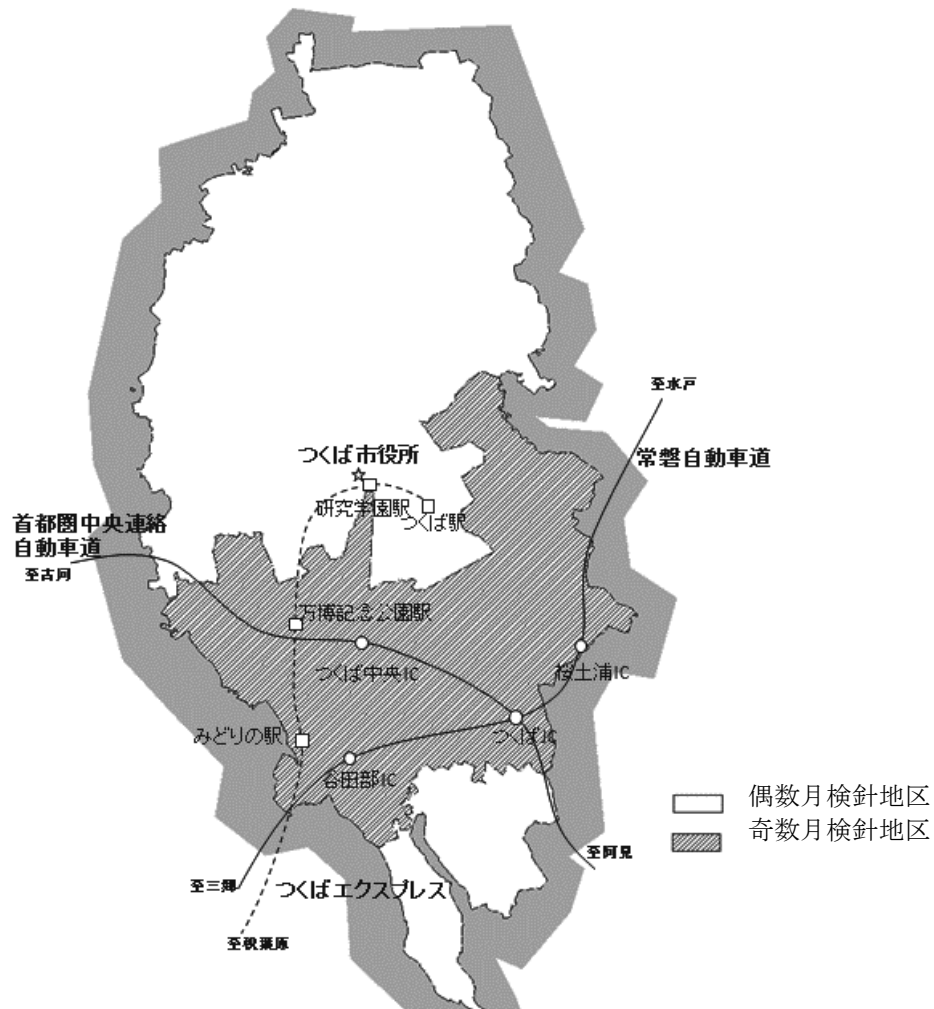 至水戸
常磐自動車道
つくば市役所
研究学園駅
つくば駅
首都圏中央連絡
自動車道
至古河
万博記念公園駅
つくば中央IC
桜土浦IC
みどりの駅
つくばIC
谷田部IC
偶数月検針地区
奇数月検針地区
至阿見
至三郷
つくばエクスプレス
至秋葉原